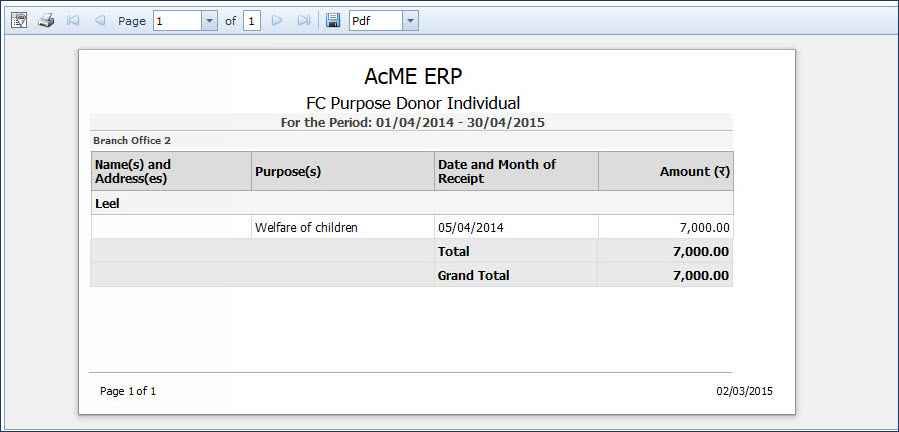 Page 1 of 1 Pdf
AcME ERP
FC Purpose Donor Individual
For the Period: 01/04/2014 - 30/04/2015
Branch Office 2
Name(s) and Address(es) Purpose(s) Date and Month of Receipt Amount (₹)
Leel
Welfare of children 05/04/2014 7,000.00
Total 7,000.00
Grand Total 7,000.00
Page 1 of 1 02/03/2015